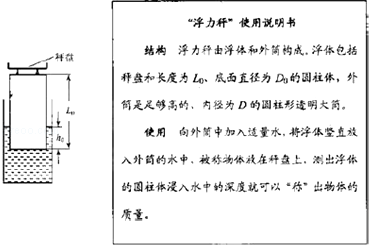 秤盘
L₀
h₀
“浮力秤”使用说明书
结构 浮力秤由浮体和外筒构成。浮体包括
秤盘和长度为 L₀、底面直径为 D₀的圆柱体，外
筒是足够高的、内径为 D 的圆柱形透明大筒。
使用 向外筒中加入适量水，将浮体竖直放
入外筒的水中，被称物体放在秤盘上，测出浮体
的圆柱体浸入水中的深度就可以“称”出物体的
质量。